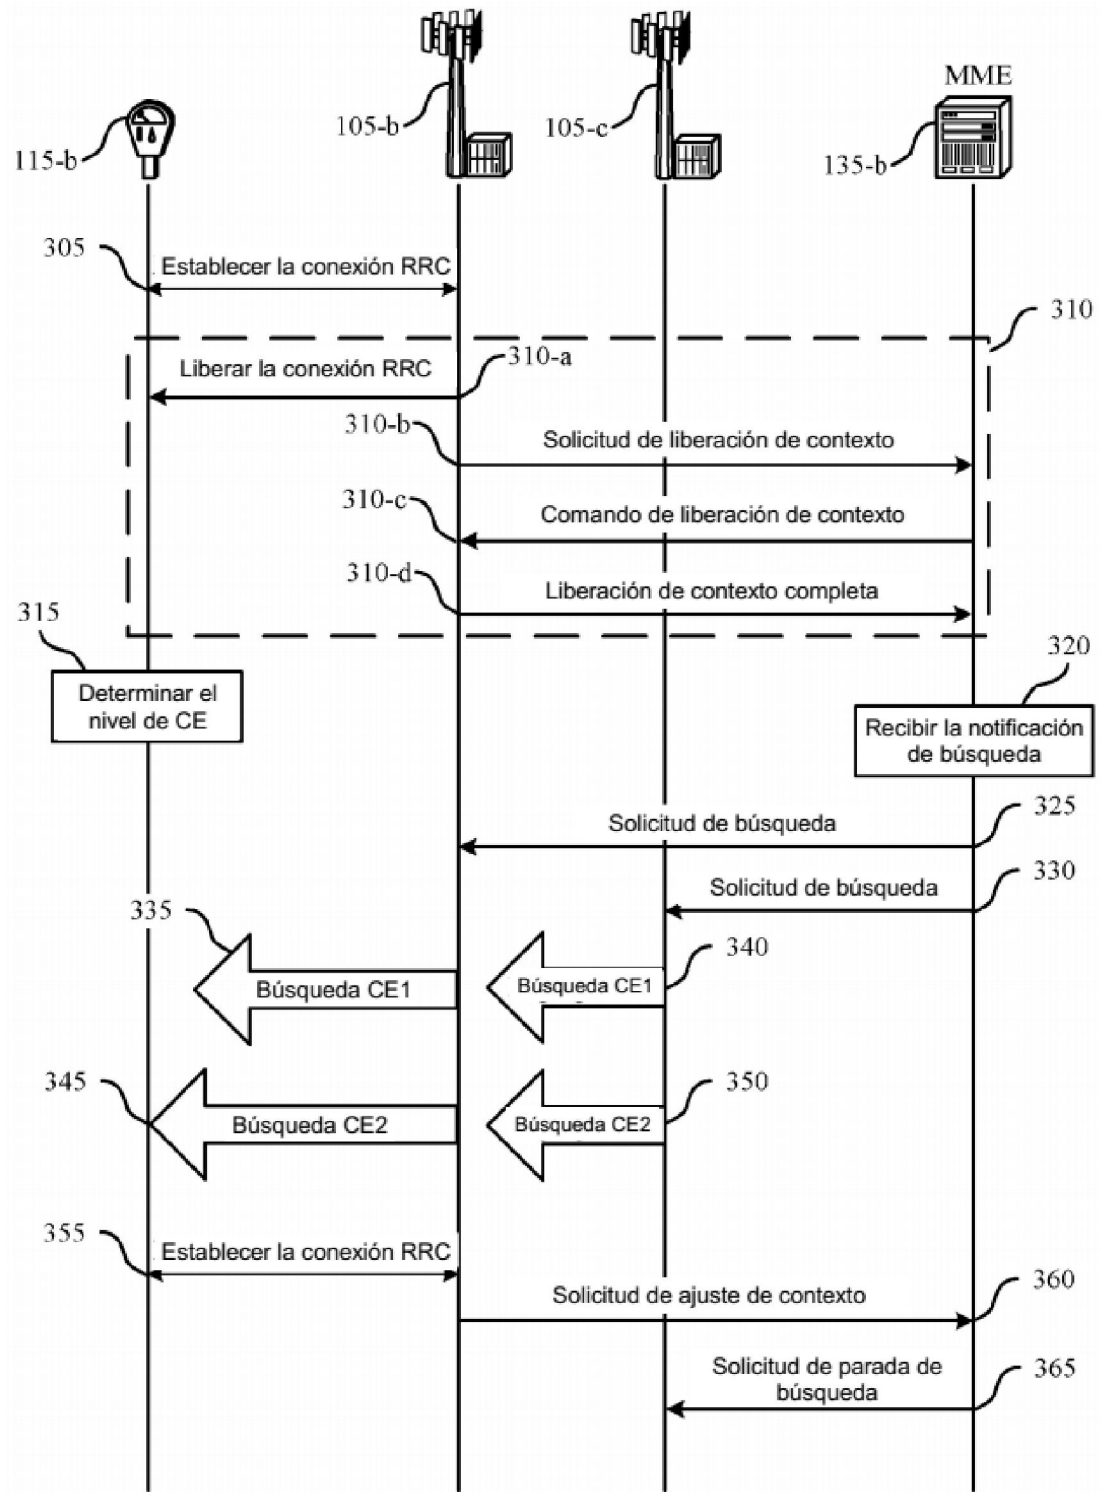 MME
105-b
105-c
115-b
135-b
305
Establecer la conexión RRC
310
Liberar la conexión RRC
310-a
310-b
Solicitud de liberación de contexto
310-c
Comando de liberación de contexto
310-d
Liberación de contexto completa
315
Determinar el
nivel de CE
320
Recibir la notificación
de búsqueda
Solicitud de búsqueda
325
Solicitud de búsqueda
330
335
340
Búsqueda CE1
Búsqueda CE1
345
350
Búsqueda CE2
Búsqueda CE2
355
Establecer la conexión RRC
Solicitud de ajuste de contexto
360
Solicitud de parada de
búsqueda
365